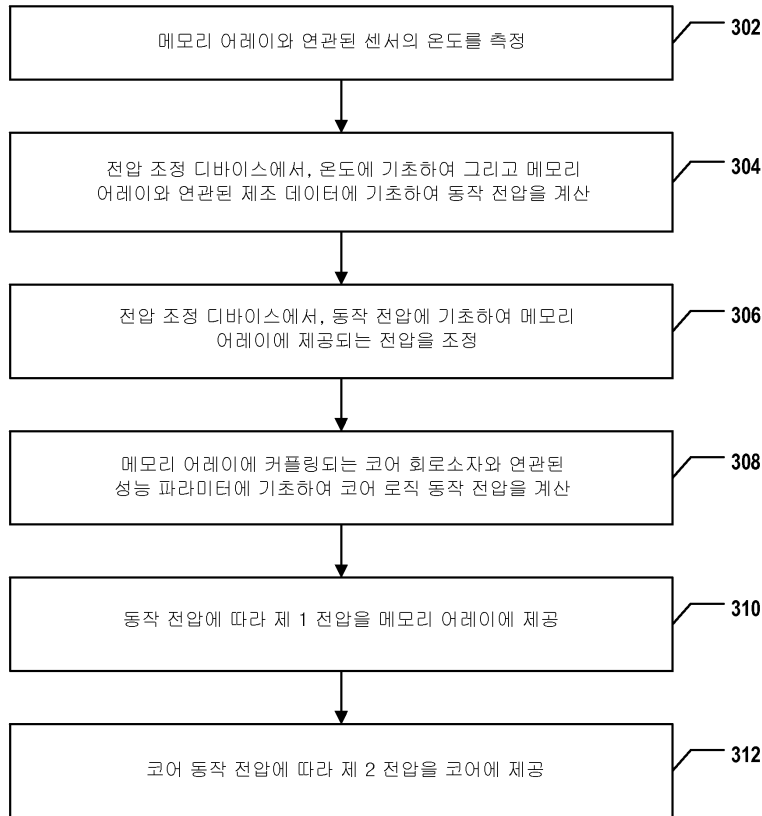 메모리 어레이와 연관된 센서의 온도를 측정
302
전압 조정 디바이스에서, 온도에 기초하여 그리고 메모리
어레이와 연관된 제조 데이터에 기초하여 동작 전압을 계산
304
전압 조정 디바이스에서, 동작 전압에 기초하여 메모리
어레이에 제공되는 전압을 조정
306
메모리 어레이에 커플링되는 코어 회로소자와 연관된
성능 파라미터에 기초하여 코어 로직 동작 전압을 계산
308
동작 전압에 따라 제 1 전압을 메모리 어레이에 제공
310
코어 동작 전압에 따라 제 2 전압을 코어에 제공
312